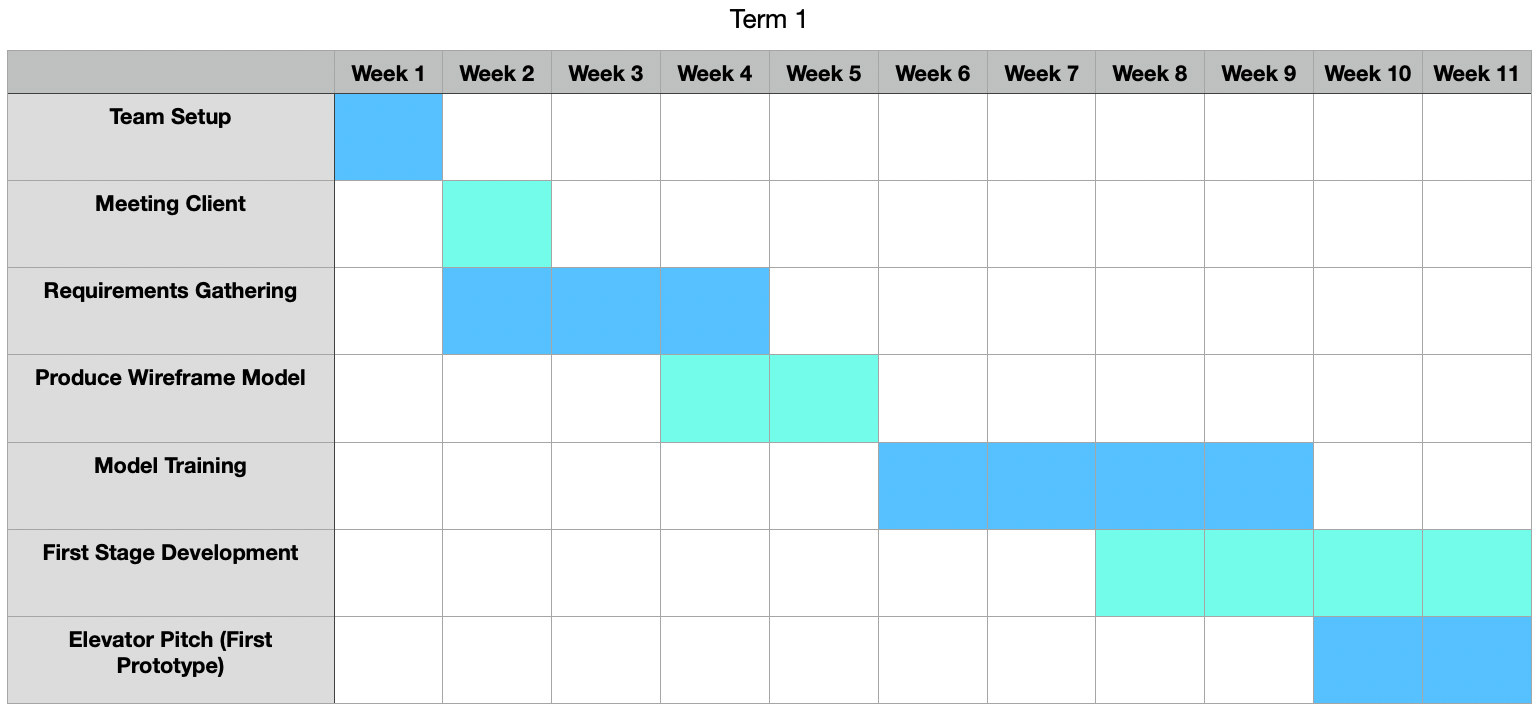 Term 1
Week 1 Week 2 Week 3 Week 4 Week 5 Week 6 Week 7 Week 8 Week 9 Week 10 Week 11
Team Setup
Meeting Client
Requirements Gathering
Produce Wireframe Model
Model Training
First Stage Development
Elevator Pitch (First
Prototype)